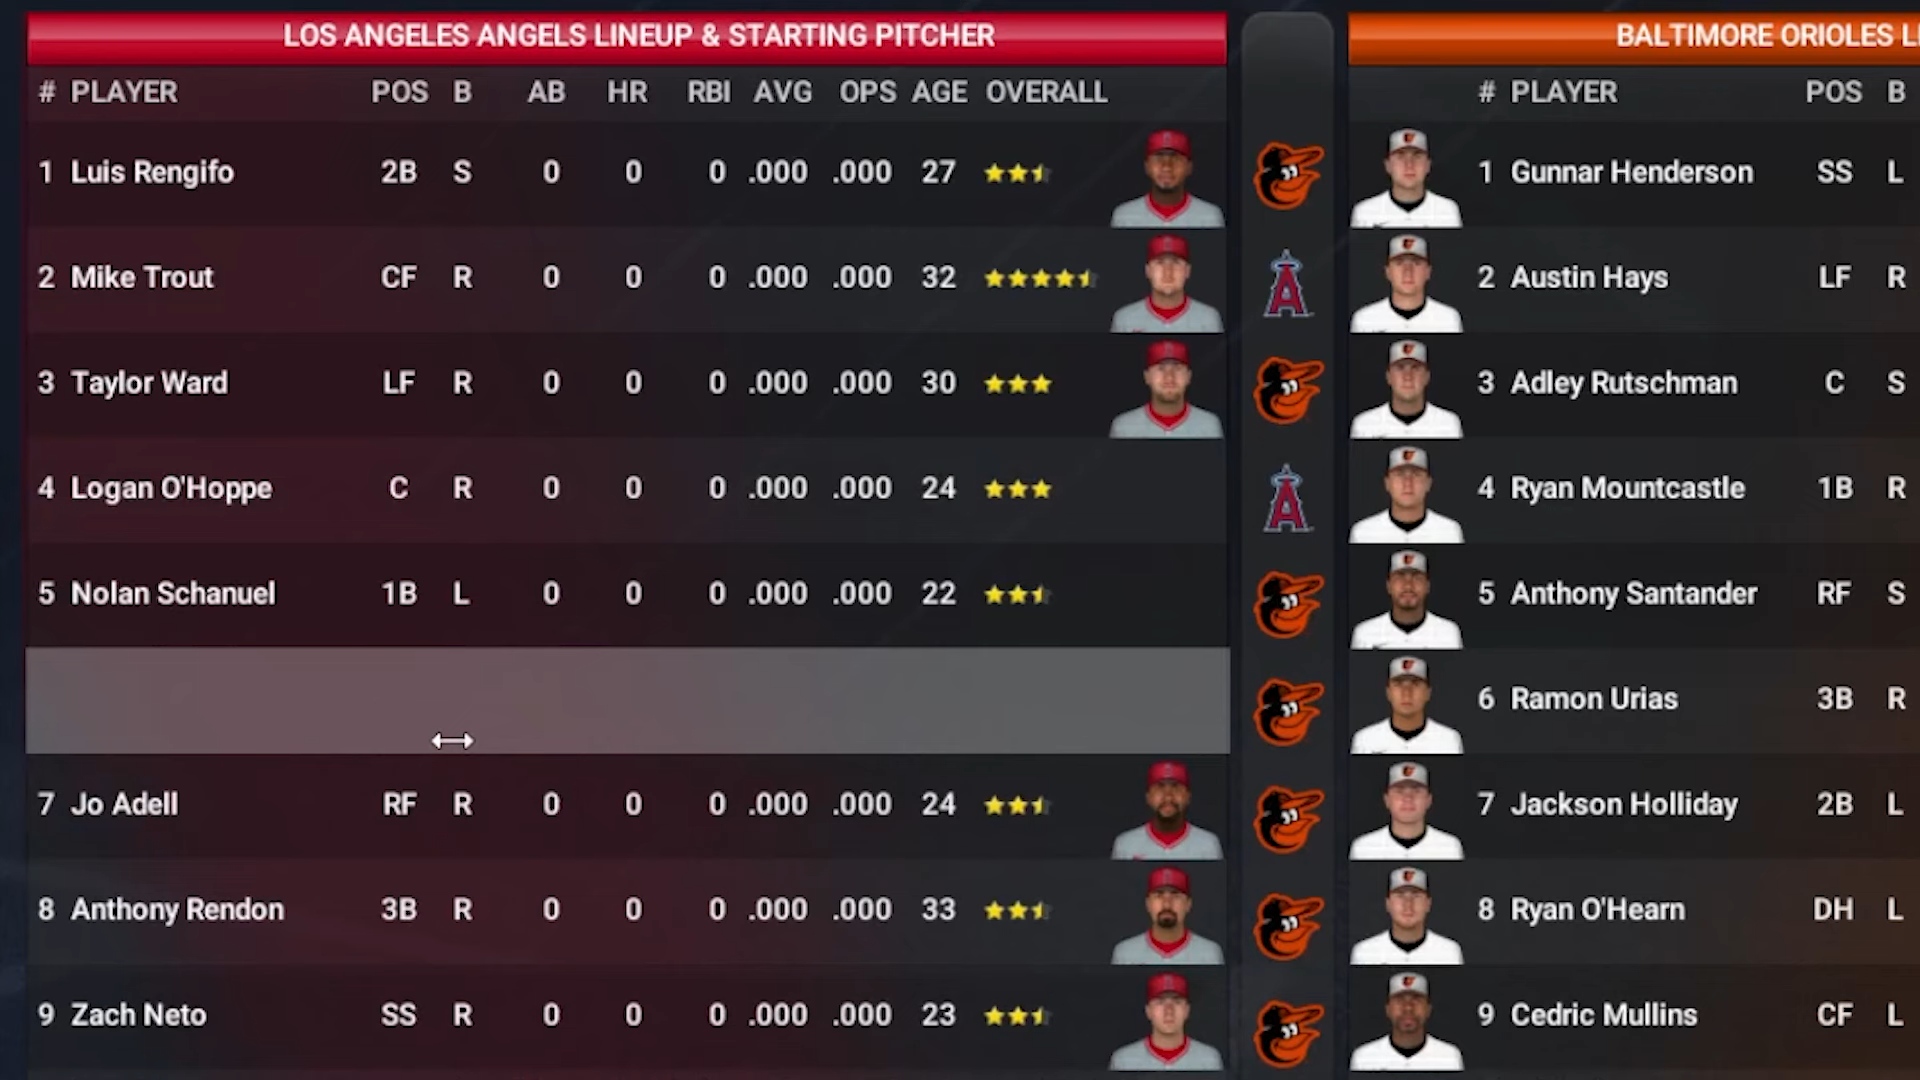 LOS ANGELES ANGELS LINEUP & STARTING PITCHER
# PLAYER POS B AB HR RBI AVG OPS AGE OVERALL
1 Luis Rengifo 2B S 0 0 0 .000 .000 27
2 Mike Trout CF R 0 0 0 .000 .000 32
3 Taylor Ward LF R 0 0 0 .000 .000 30
4 Logan O'Hoppe C R 0 0 0 .000 .000 24
5 Nolan Schanuel 1B L 0 0 0 .000 .000 22
7 Jo Adell RF R 0 0 0 .000 .000 24
8 Anthony Rendon 3B R 0 0 0 .000 .000 33
9 Zach Neto SS R 0 0 0 .000 .000 23
A
A
BALTIMORE ORIOLES LI
# PLAYER POS B
1 Gunnar Henderson SS L
2 Austin Hays LF R
3 Adley Rutschman C S
4 Ryan Mountcastle 1B R
5 Anthony Santander RF S
6 Ramon Urias 3B R
7 Jackson Holliday 2B L
8 Ryan O'Hearn DH L
9 Cedric Mullins CF L